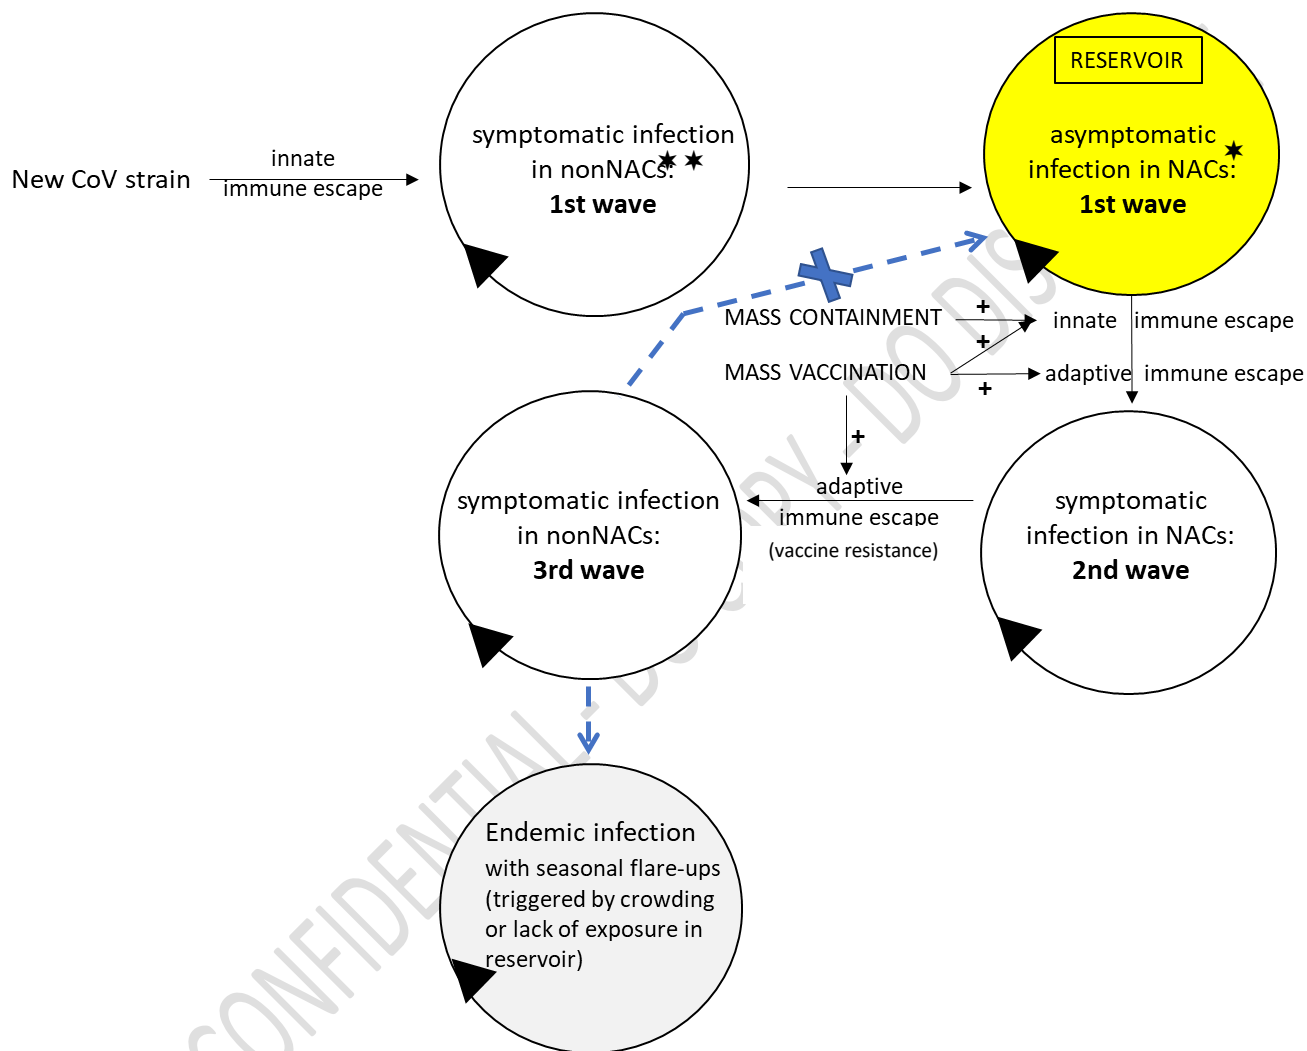 New CoV strain
innate
immune escape
symptomatic infection
in nonNACs:
1st wave
RESERVOIR
asymptomatic
infection in NACs:
1st wave
MASS CONTAINMENT
+
innate
immune escape
+
MASS VACCINATION
+
adaptive
immune escape
+
adaptive
immune escape
(vaccine resistance)
symptomatic infection
in nonNACs:
3rd wave
symptomatic
infection in NACs:
2nd wave
Endemic infection
with seasonal flare-ups
(triggered by crowding
or lack of exposure in
reservoir)
CONFIDENTIAL - DO